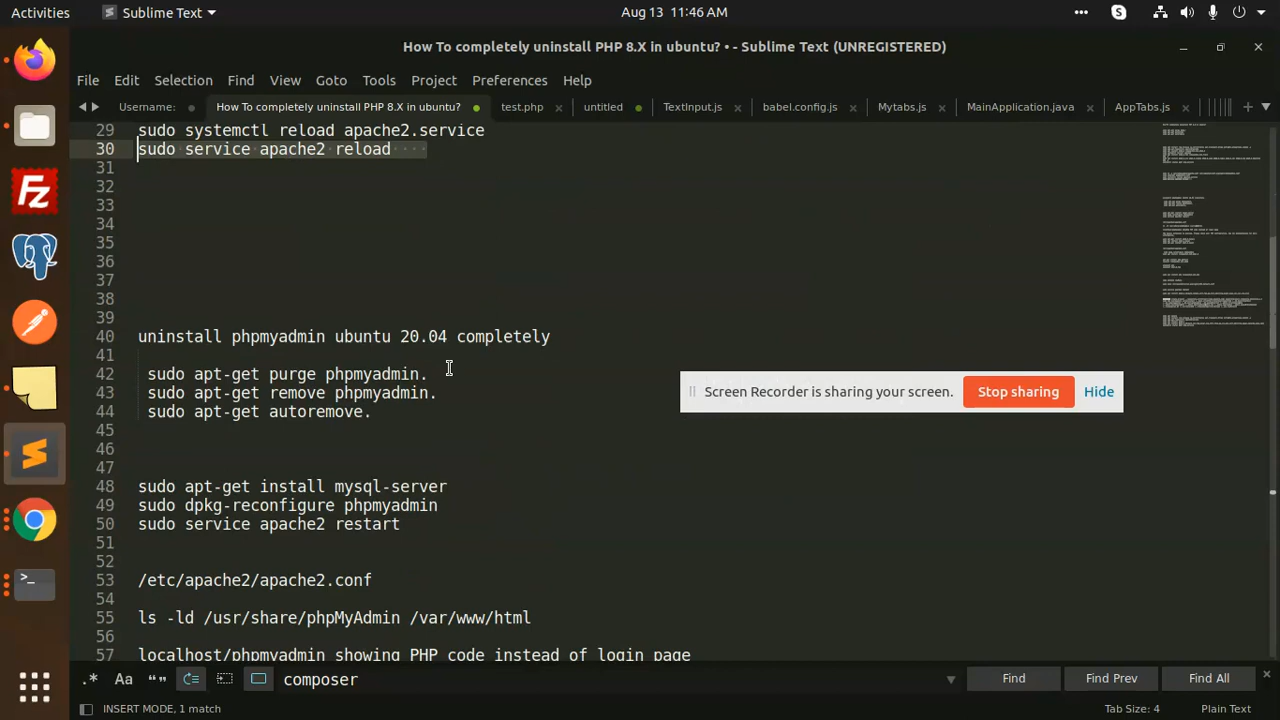 Activities
Sublime Text
Aug 13 11:46 AM
How To completely uninstall PHP 8.X in ubuntu? • - Sublime Text (UNREGISTERED)
File Edit Selection Find View Goto Tools Project Preferences Help
Username:
How To completely uninstall PHP 8.X in ubuntu?
test.php
untitled
TextInput.js
babel.config.js
Mytabs.js
MainApplication.java
AppTabs.js
29 sudo systemctl reload apache2.service
30 sudo service apache2 reload
31
32
33
34
35
36
37
38
39
40 uninstall phpmyadmin ubuntu 20.04 completely
41
42 sudo apt-get purge phpmyadmin.
43 sudo apt-get remove phpmyadmin.
44 sudo apt-get autoremove.
45
46
47
48 sudo apt-get install mysql-server
49 sudo dpkg-reconfigure phpmyadmin
50 sudo service apache2 restart
51
52
53 /etc/apache2/apache2.conf
54
55 ls -ld /usr/share/phpMyAdmin /var/www/html
56
57 localhost/phpmyadmin showing PHP code instead of login page
Screen Recorder is sharing your screen.
Stop sharing
Hide
.* Aa “” composer
Find
Find Prev
Find All
INSERT MODE, 1 match
Tab Size: 4
Plain Text